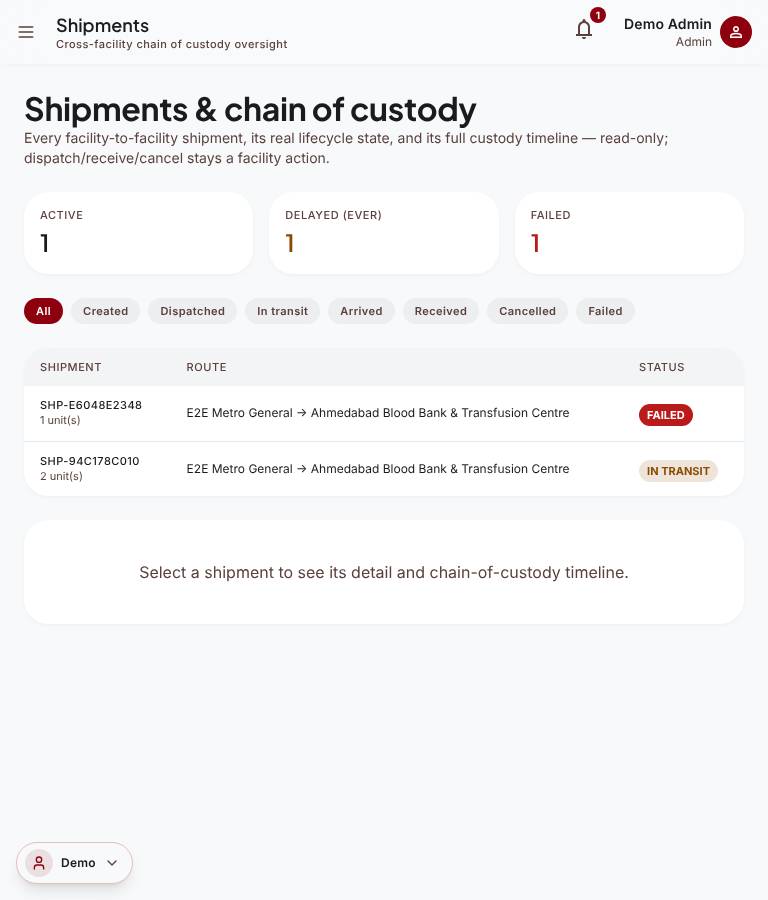 Shipments
Cross-facility chain of custody oversight
1
Demo Admin
Admin
Shipments & chain of custody
Every facility-to-facility shipment, its real lifecycle state, and its full custody timeline — read-only;
dispatch/receive/cancel stays a facility action.
ACTIVE
1
DELAYED (EVER)
1
FAILED
1
All Created Dispatched In transit Arrived Received Cancelled Failed
SHIPMENT ROUTE STATUS
SHP-E6048E2348
1 unit(s)
E2E Metro General → Ahmedabad Blood Bank & Transfusion Centre
FAILED
SHP-94C178C010
2 unit(s)
E2E Metro General → Ahmedabad Blood Bank & Transfusion Centre
IN TRANSIT
Select a shipment to see its detail and chain-of-custody timeline.
Demo